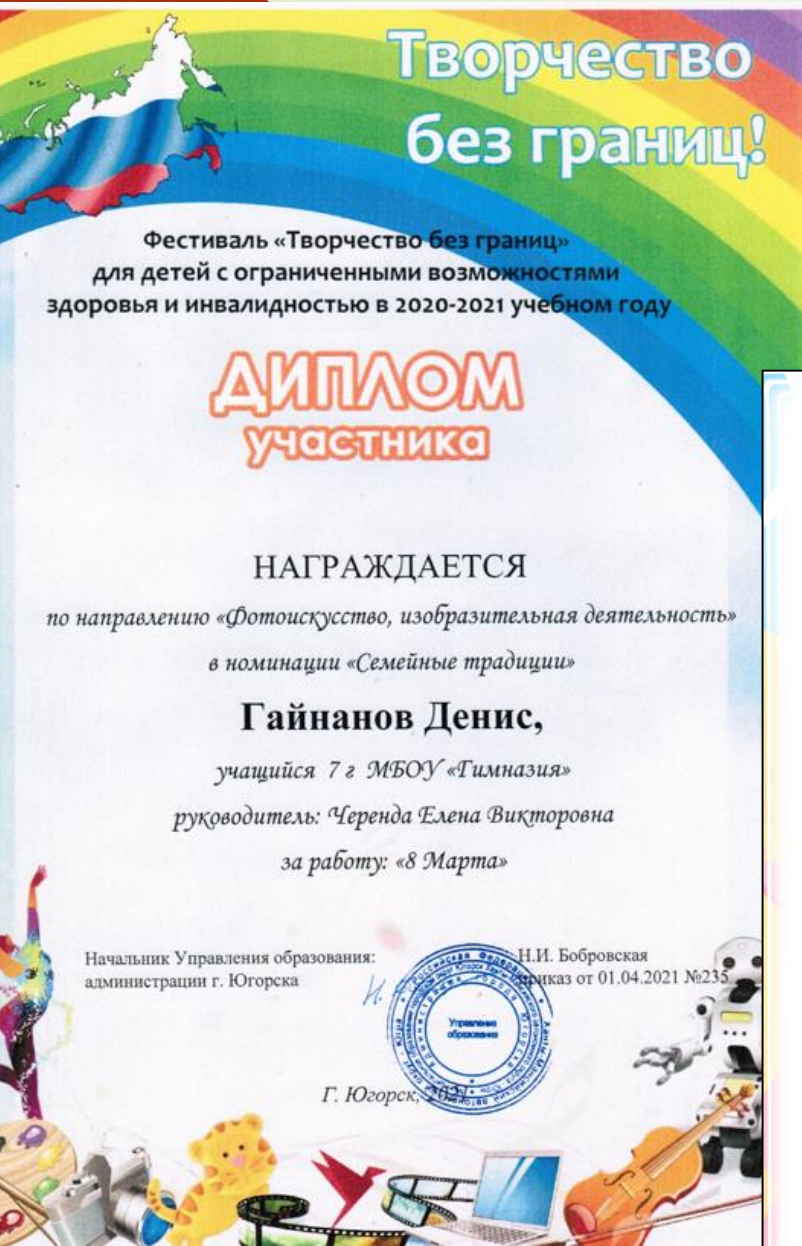 Творчество
без границ!
Фестиваль «Творчество без границ»
для детей с ограниченными возможностями
здоровья и инвалидностью в 2020-2021 учебном году
ДИПЛОМ
участника
НАГРАЖДАЕТСЯ
по направлению «Фотоискусство, изобразительная деятельность»
в номинации «Семейные традиции»
Гайнанов Денис,
учащийся 7 г МБОУ «Гимназия»
руководитель: Черенда Елена Викторовна
за работу: «8 Марта»
Начальник Управления образования:
администрации г. Югорска
Н.И. Бобровская
приказ от 01.04.2021 №235
Управление
образования
Г. Югорск, 2021